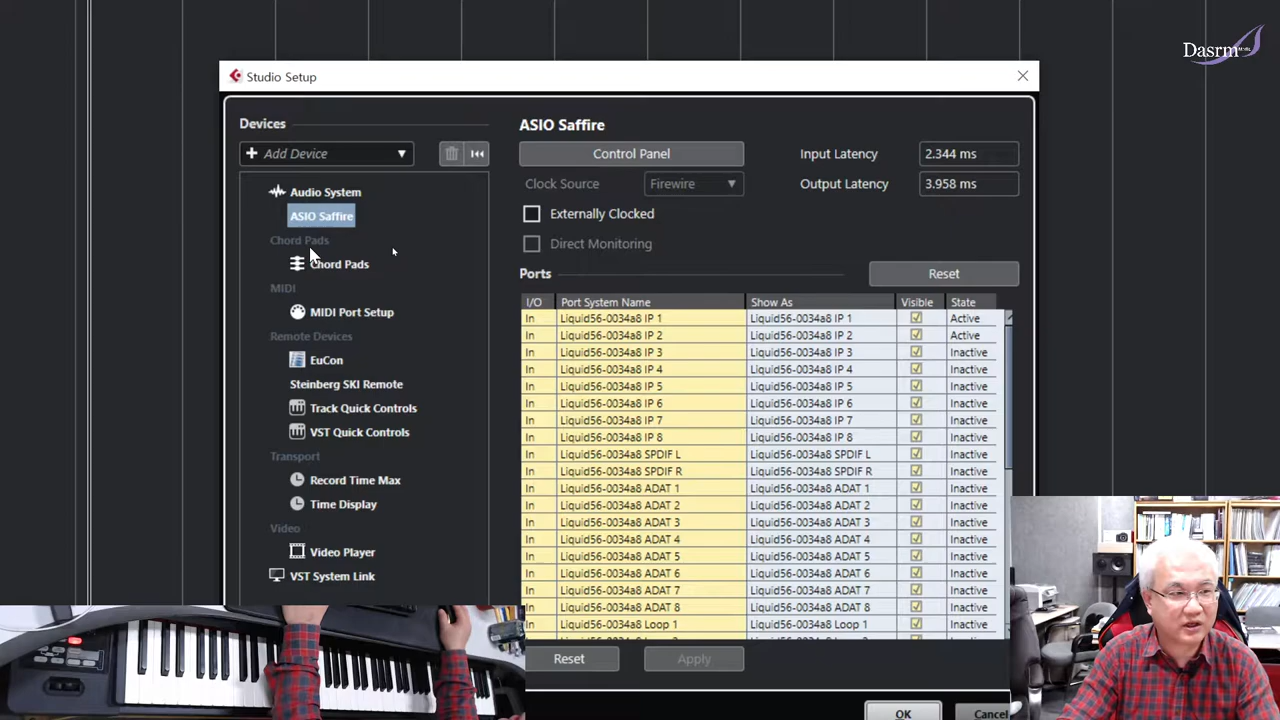 Dasrm
Studio Setup
Devices
Add Device
Audio System
ASIO Saffire
Chord Pads
Chord Pads
MIDI
MIDI Port Setup
Remote Devices
EuCon
Steinberg SKI Remote
Track Quick Controls
VST Quick Controls
Transport
Record Time Max
Time Display
Video
Video Player
VST System Link
ASIO Saffire
Control Panel
Input Latency 2.344 ms
Clock Source Firewire
Output Latency 3.958 ms
Externally Clocked
Direct Monitoring
Ports
Reset
I/O Port System Name Show As Visible State
In Liquid56-0034a8 IP 1 Liquid56-0034a8 IP 1 Active
In Liquid56-0034a8 IP 2 Liquid56-0034a8 IP 2 Active
In Liquid56-0034a8 IP 3 Liquid56-0034a8 IP 3 Inactive
In Liquid56-0034a8 IP 4 Liquid56-0034a8 IP 4 Inactive
In Liquid56-0034a8 IP 5 Liquid56-0034a8 IP 5 Inactive
In Liquid56-0034a8 IP 6 Liquid56-0034a8 IP 6 Inactive
In Liquid56-0034a8 IP 7 Liquid56-0034a8 IP 7 Inactive
In Liquid56-0034a8 IP 8 Liquid56-0034a8 IP 8 Inactive
In Liquid56-0034a8 SPDIF L Liquid56-0034a8 SPDIF L Inactive
In Liquid56-0034a8 SPDIF R Liquid56-0034a8 SPDIF R Inactive
In Liquid56-0034a8 ADAT 1 Liquid56-0034a8 ADAT 1 Inactive
In Liquid56-0034a8 ADAT 2 Liquid56-0034a8 ADAT 2 Inactive
In Liquid56-0034a8 ADAT 3 Liquid56-0034a8 ADAT 3 Inactive
In Liquid56-0034a8 ADAT 4 Liquid56-0034a8 ADAT 4 Inactive
In Liquid56-0034a8 ADAT 5 Liquid56-0034a8 ADAT 5 Inactive
In Liquid56-0034a8 ADAT 6 Liquid56-0034a8 ADAT 6 Inactive
In Liquid56-0034a8 ADAT 7 Liquid56-0034a8 ADAT 7 Inactive
In Liquid56-0034a8 ADAT 8 Liquid56-0034a8 ADAT 8 Inactive
In Liquid56-0034a8 Loop 1 Liquid56-0034a8 Loop 1 Inactive
Reset
Apply
OK
Cancel